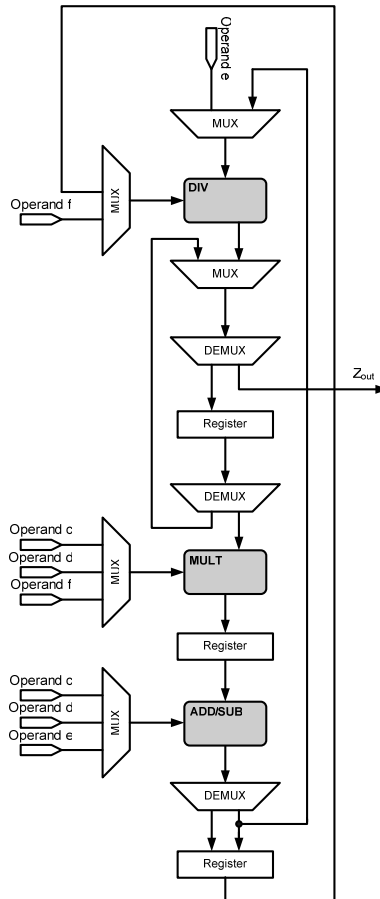 Operand e
MUX
DIV
MUX
Operand f
MUX
DEMUX
Zout
Register
DEMUX
Operand c
Operand d
Operand f
MUX
MULT
Register
Operand c
Operand d
Operand e
MUX
ADD/SUB
DEMUX
Register